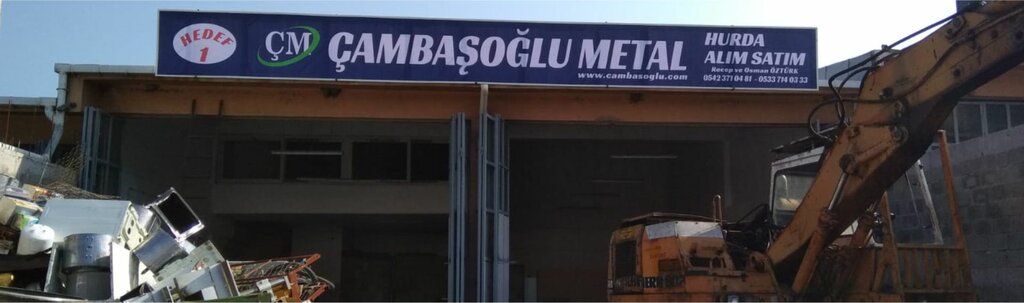 HEDEF
1
ÇM
ÇAMBAŞOĞLU METAL
www.cambasoglu.com
HURDA
ALIM SATIM
Recep ve Osman ÖZTÜRK
0542 371 04 81 - 0533 714 03 33